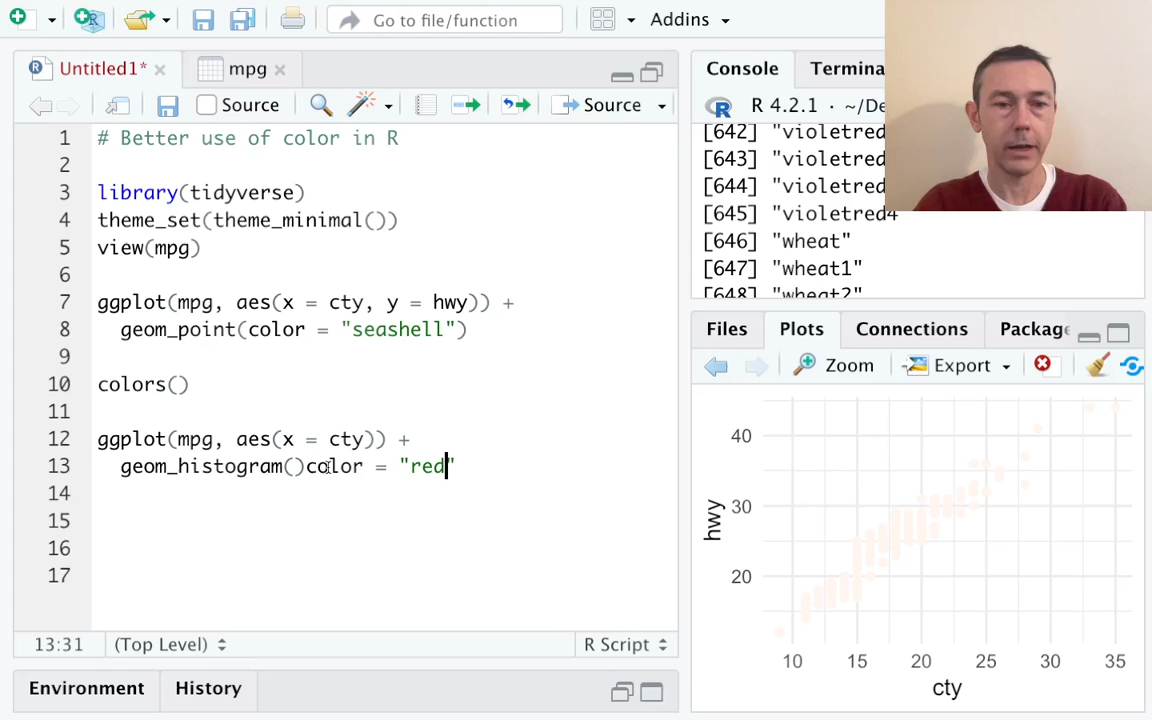 Go to file/function
Addins
Untitled1*
mpg
Source
Source
1 # Better use of color in R
2
3 library(tidyverse)
4 theme_set(theme_minimal())
5 view(mpg)
6
7 ggplot(mpg, aes(x = cty, y = hwy)) +
8 geom_point(color = "seashell")
9
10 colors()
11
12 ggplot(mpg, aes(x = cty)) +
13 geom_histogram()color = "red"
14
15
16
17
13:31
(Top Level)
R Script
Environment
History
Console
Termina
R 4.2.1 · ~/De
[642] "violetred
[643] "violetred
[644] "violetred
[645] "violetred4
[646] "wheat"
[647] "wheat1"
[648] "wheat2"
Files
Plots
Connections
Package
Zoom
Export
40
30
20
hwy
10 15 20 25 30 35
cty